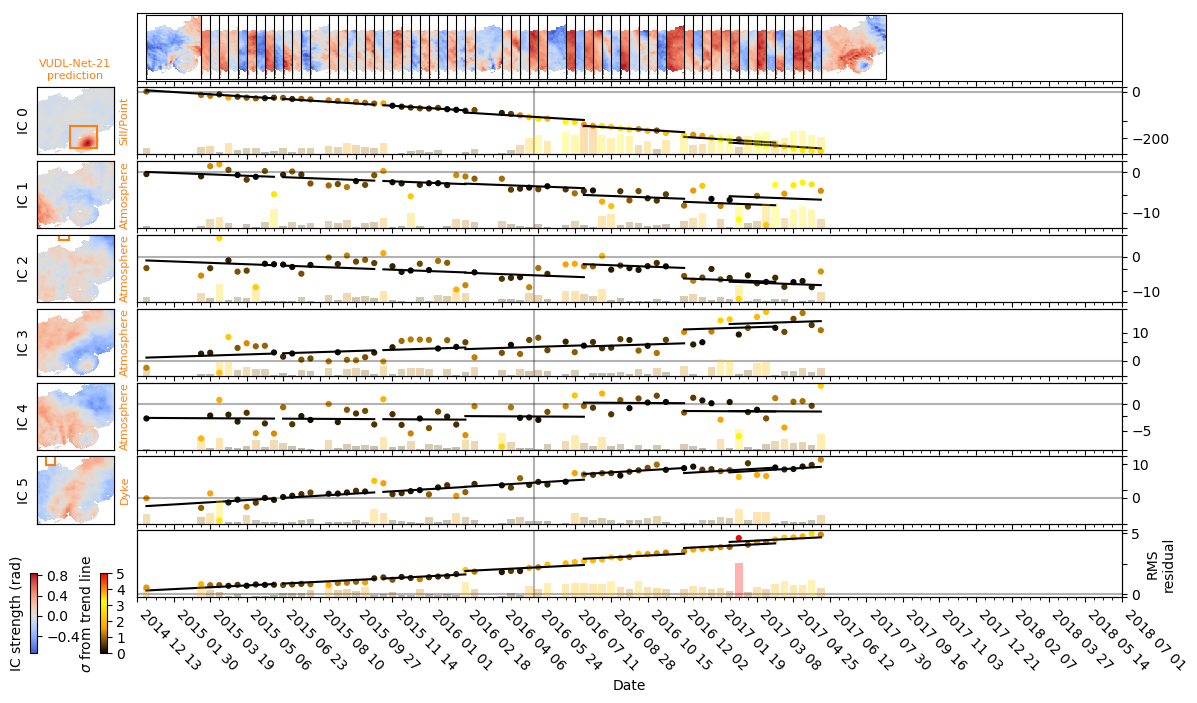 VUDL-Net-21
prediction
IC 0
Sill/Point
0
−200
IC 1
Atmosphere
0
−10
IC 2
Atmosphere
0
−10
IC 3
Atmosphere
10
0
IC 4
Atmosphere
0
−5
IC 5
Dyke
10
0
5
0
RMS
residual
IC strength (rad)
0.8
0.4
0.0
−0.4
σ from trend line
5
4
3
2
1
0
2014 12 13
2015 01 30
2015 03 19
2015 05 06
2015 06 23
2015 08 10
2015 09 27
2015 11 14
2016 01 01
2016 02 18
2016 04 06
2016 05 24
2016 07 11
2016 08 28
2016 10 15
2016 12 02
2017 01 19
2017 03 08
2017 04 25
2017 06 12
2017 07 30
2017 09 16
2017 11 03
2017 12 21
2018 02 07
2018 03 27
2018 05 14
2018 07 01
Date